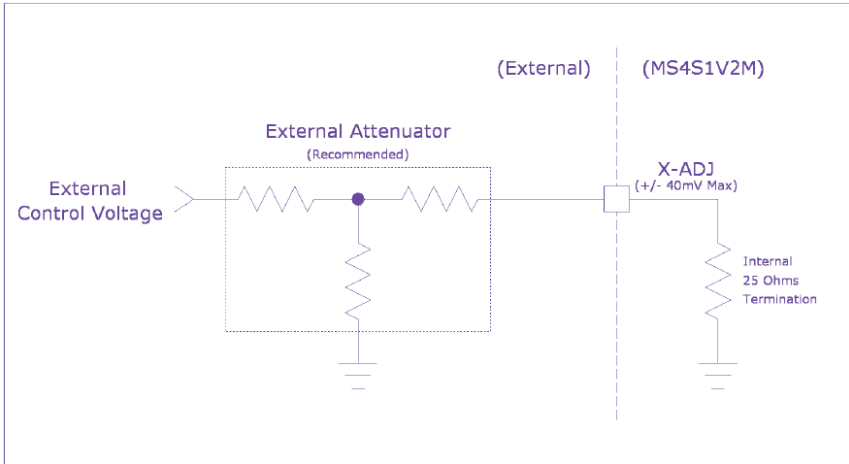 (External)
(MS4S1V2M)
External Attenuator
(Recommended)
External
Control Voltage
X-ADJ
(+/- 40mV Max)
Internal
25 Ohms
Termination